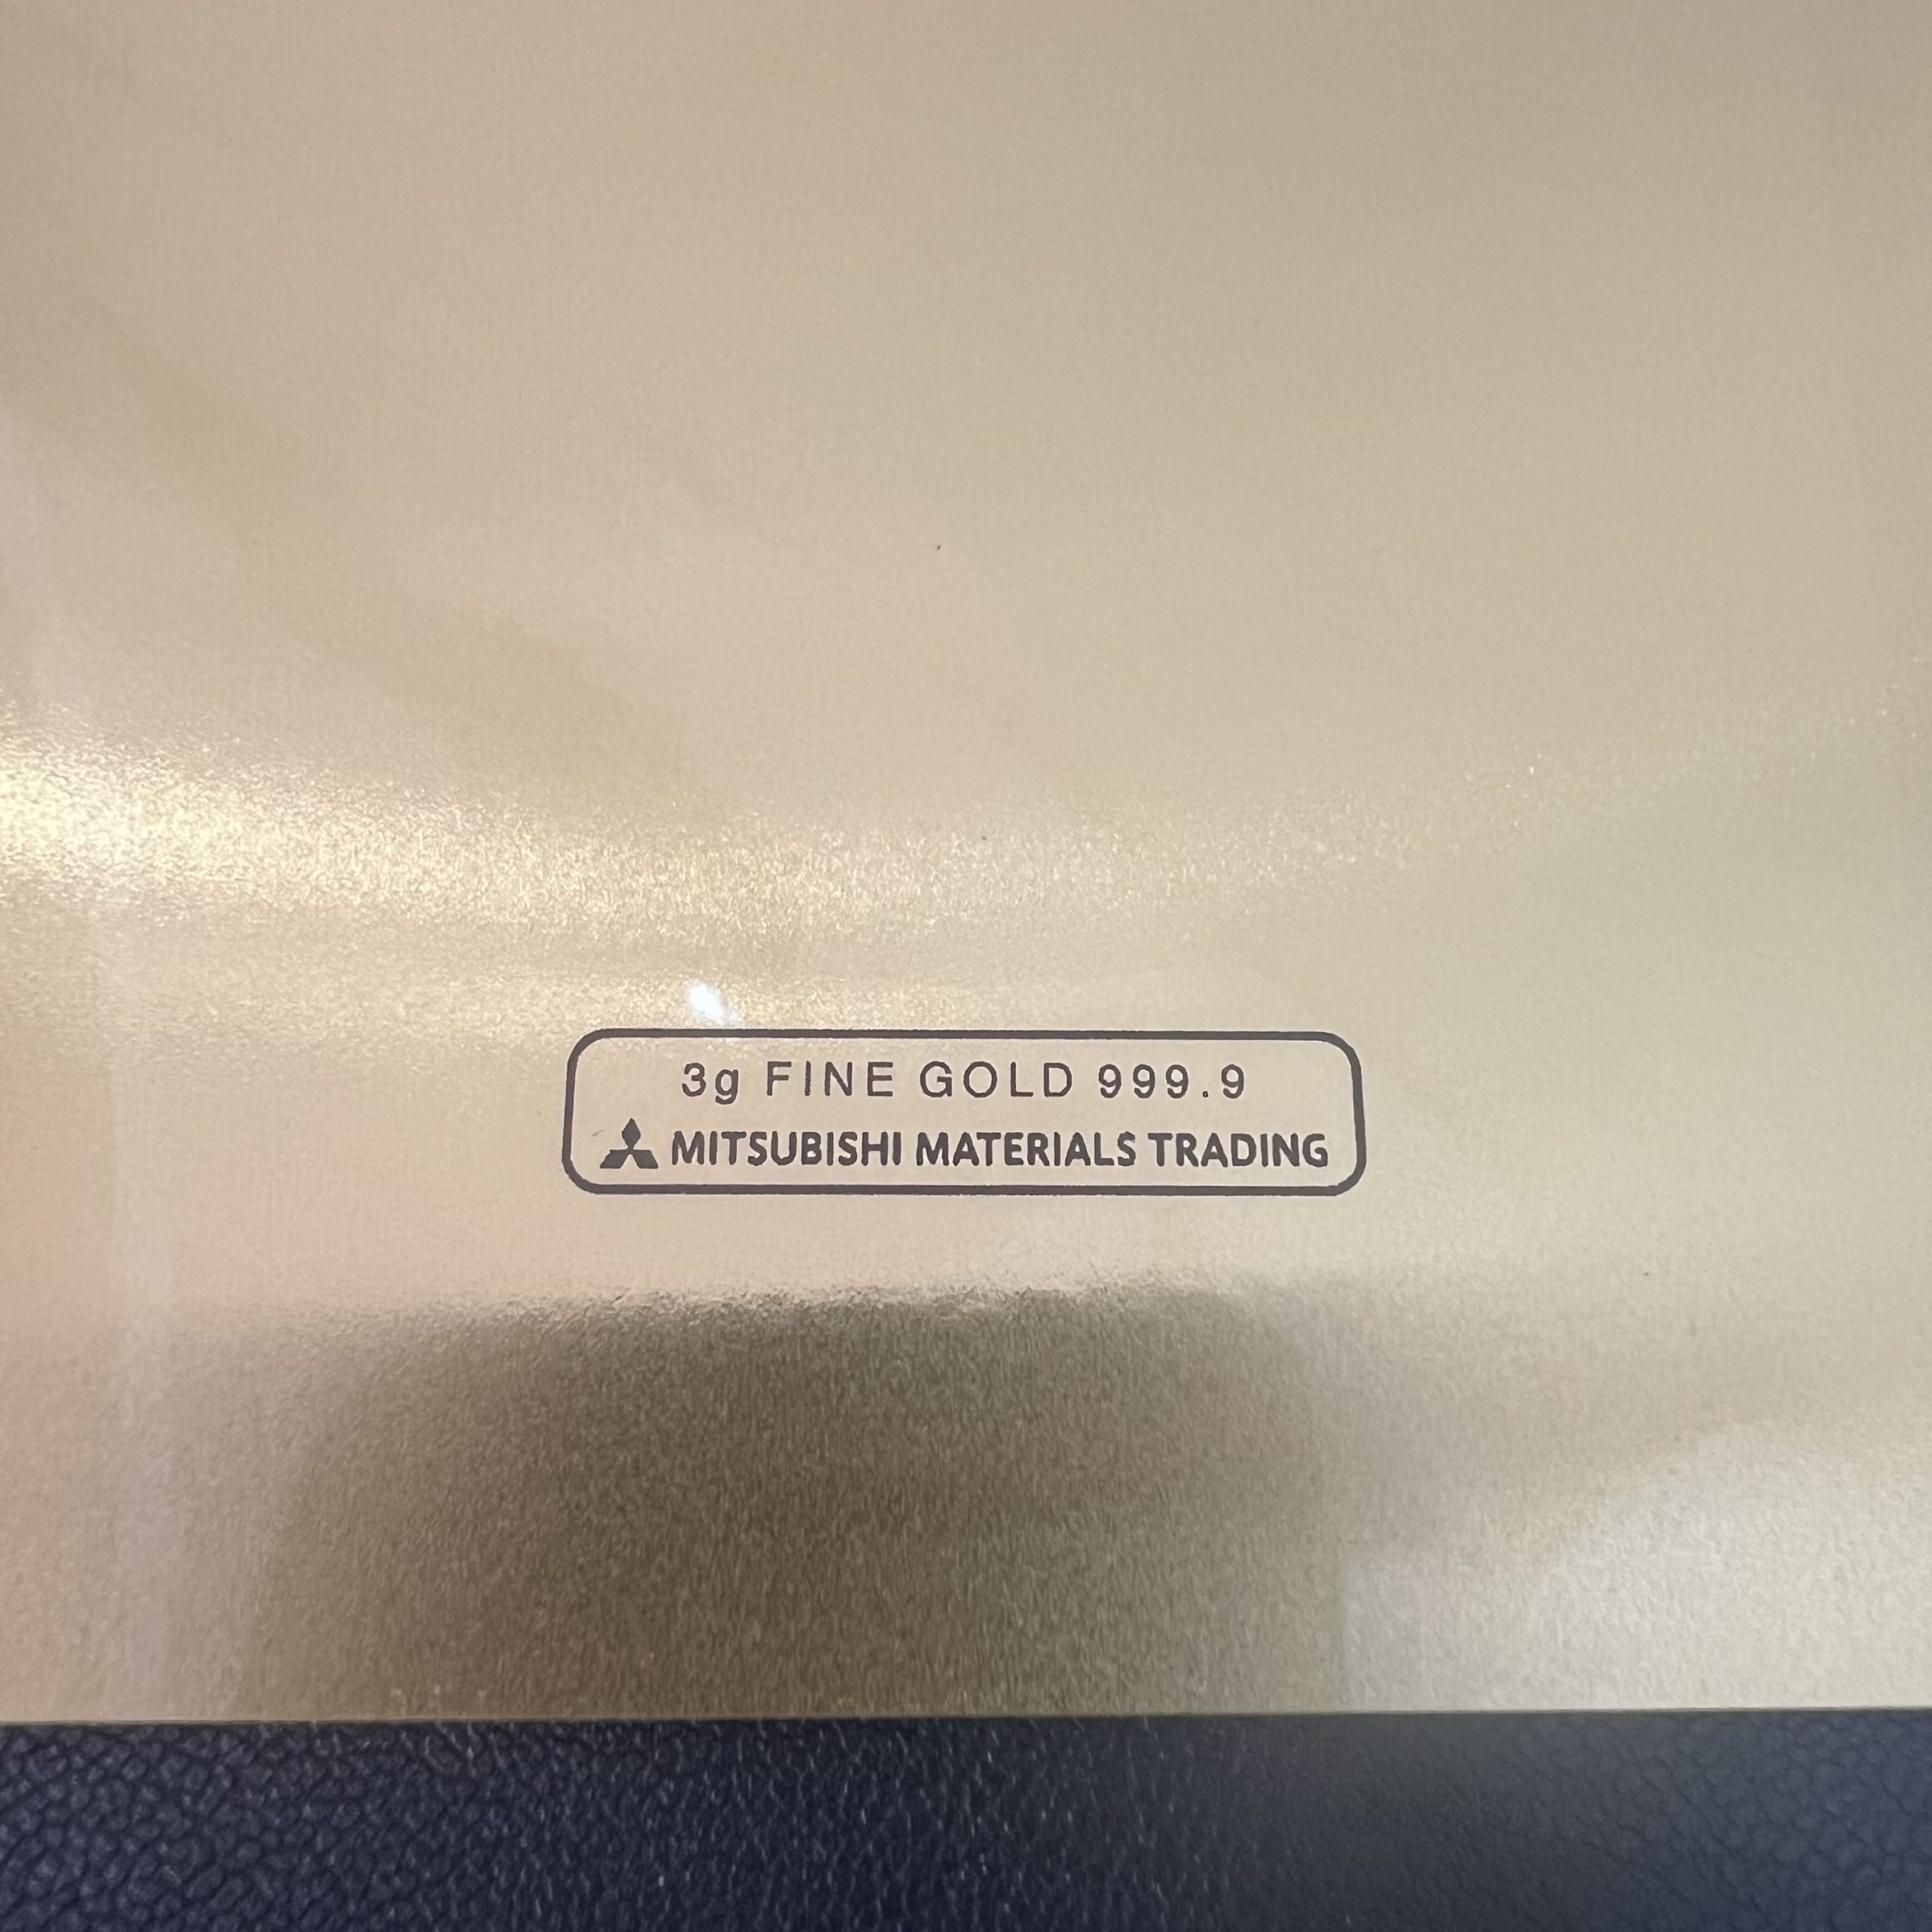 3g FINE GOLD 999.9
MITSUBISHI MATERIALS TRADING